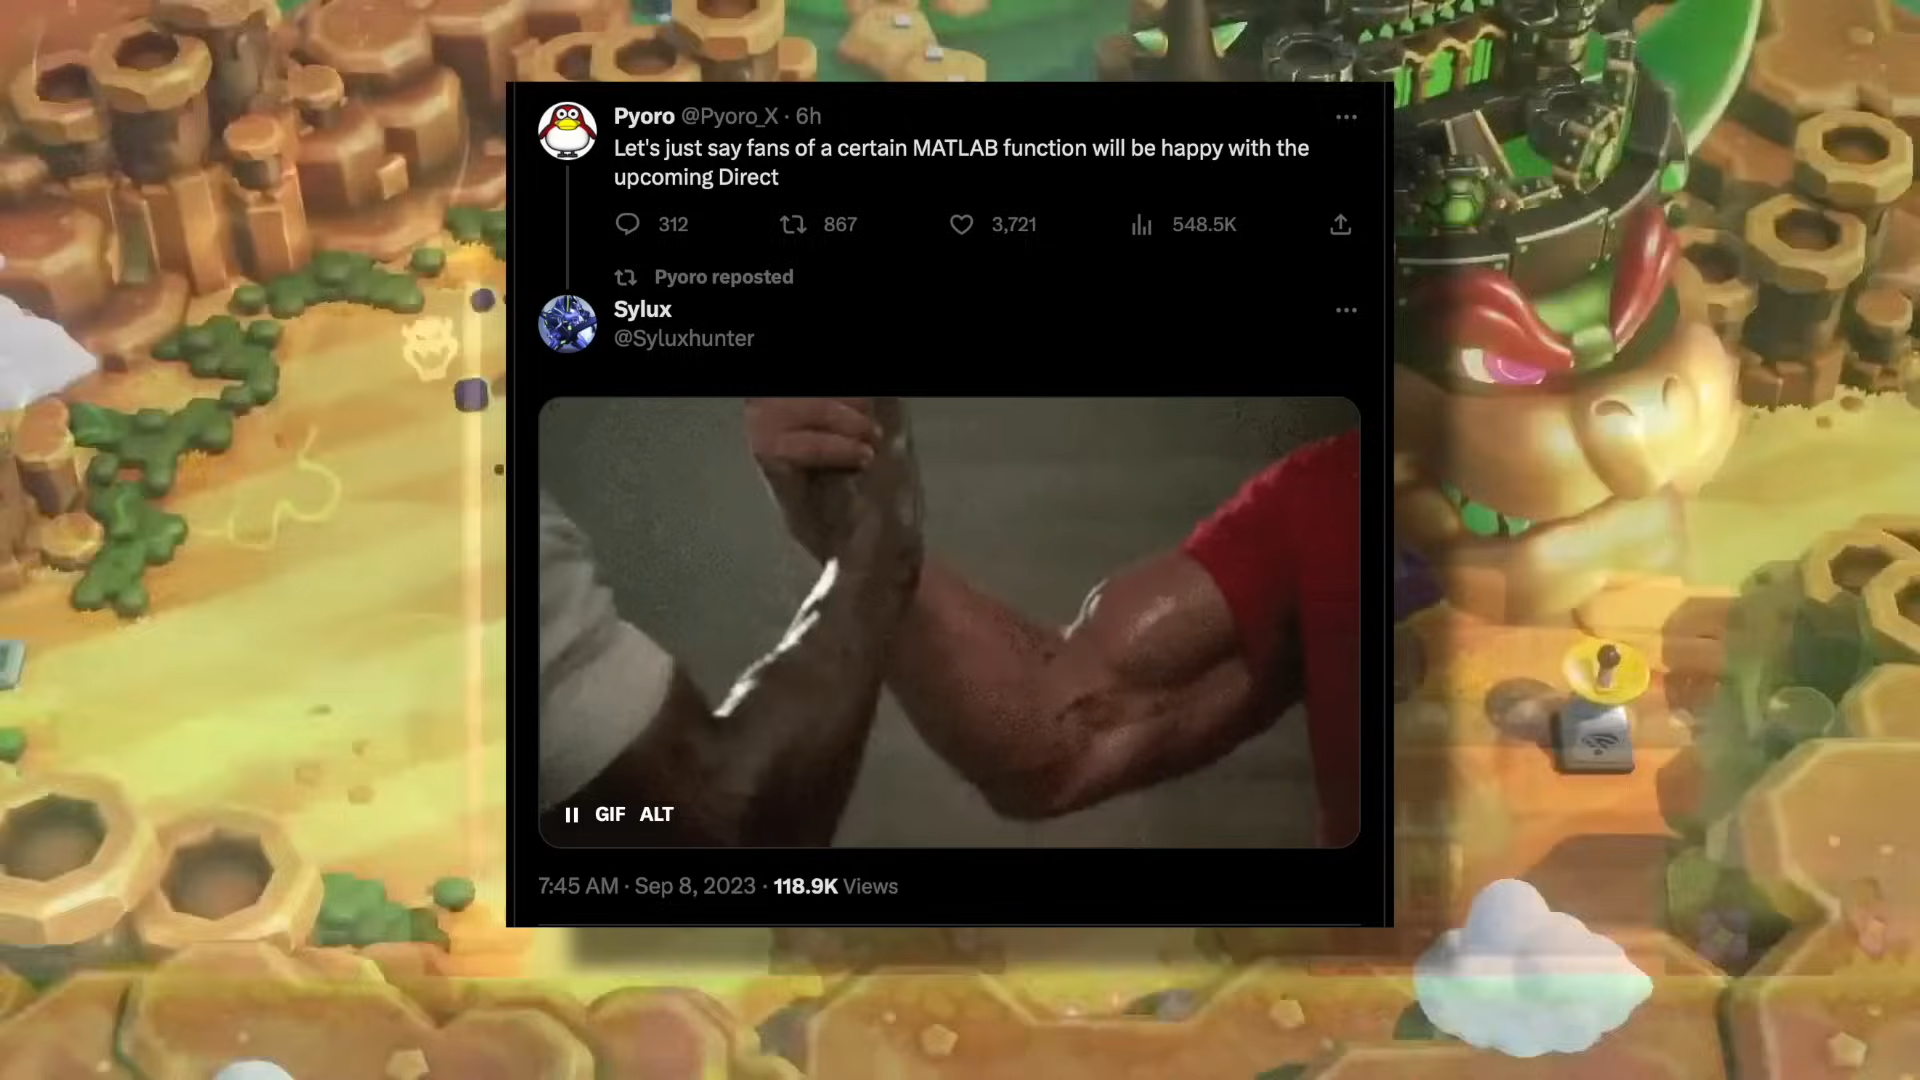 Pyoro @Pyoro_X · 6h
Let's just say fans of a certain MATLAB function will be happy with the
upcoming Direct
312 867 3,721 548.5K
Pyoro reposted
Sylux
@Syluxhunter
GIF ALT
7:45 AM · Sep 8, 2023 · 118.9K Views